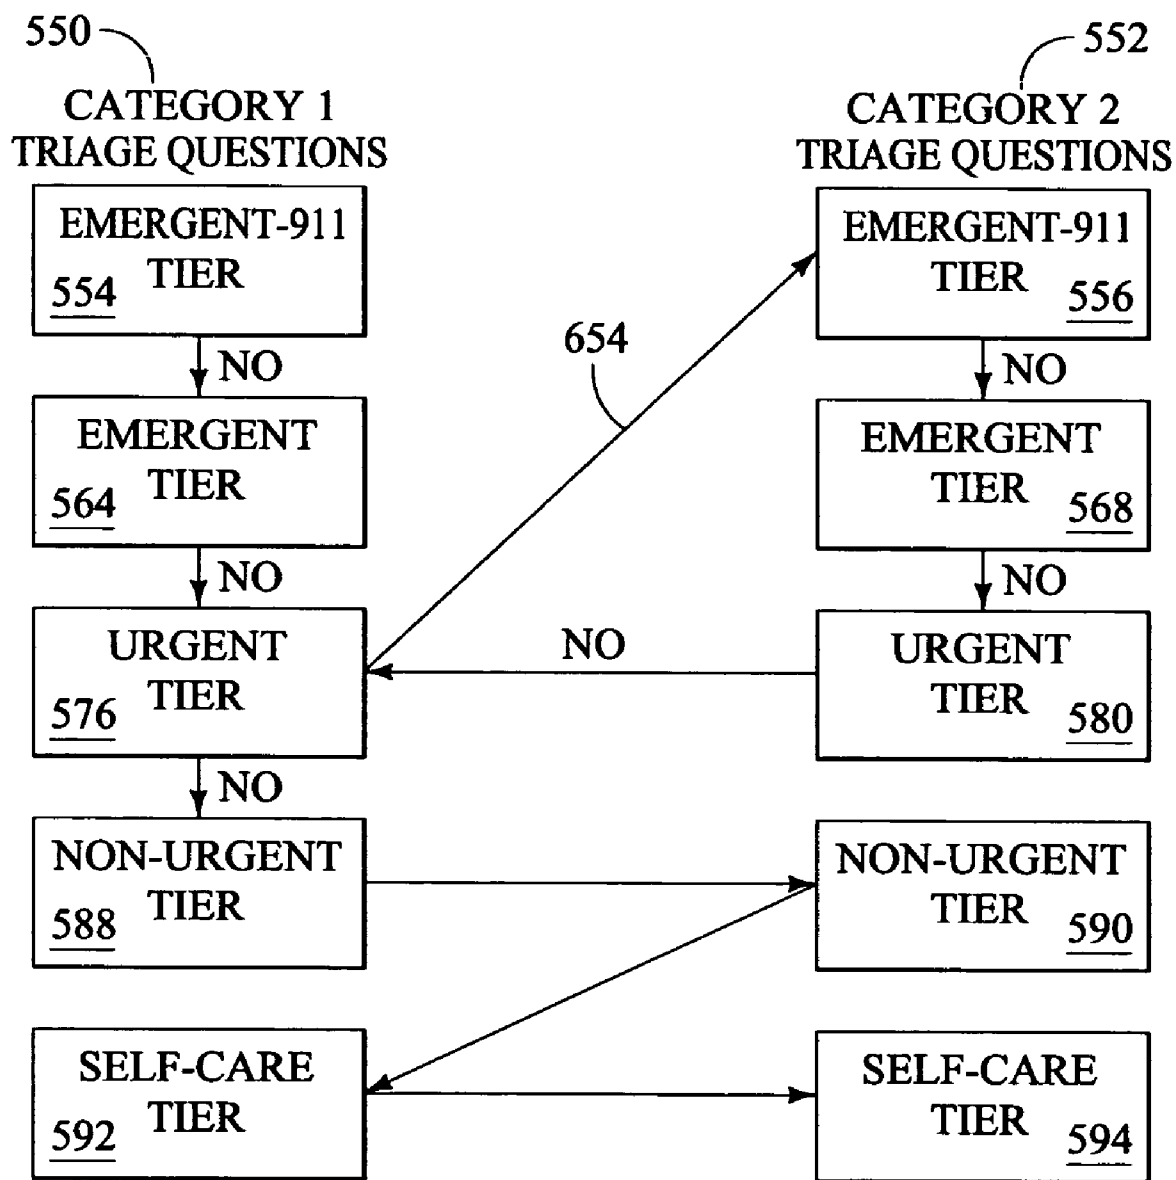 550
552
CATEGORY 1
TRIAGE QUESTIONS
CATEGORY 2
TRIAGE QUESTIONS
EMERGENT-911
TIER
554
EMERGENT-911
TIER
556
654
NO
NO
EMERGENT
TIER
564
EMERGENT
TIER
568
NO
NO
URGENT
TIER
576
NO
URGENT
TIER
580
NO
NON-URGENT
TIER
588
NON-URGENT
TIER
590
SELF-CARE
TIER
592
SELF-CARE
TIER
594